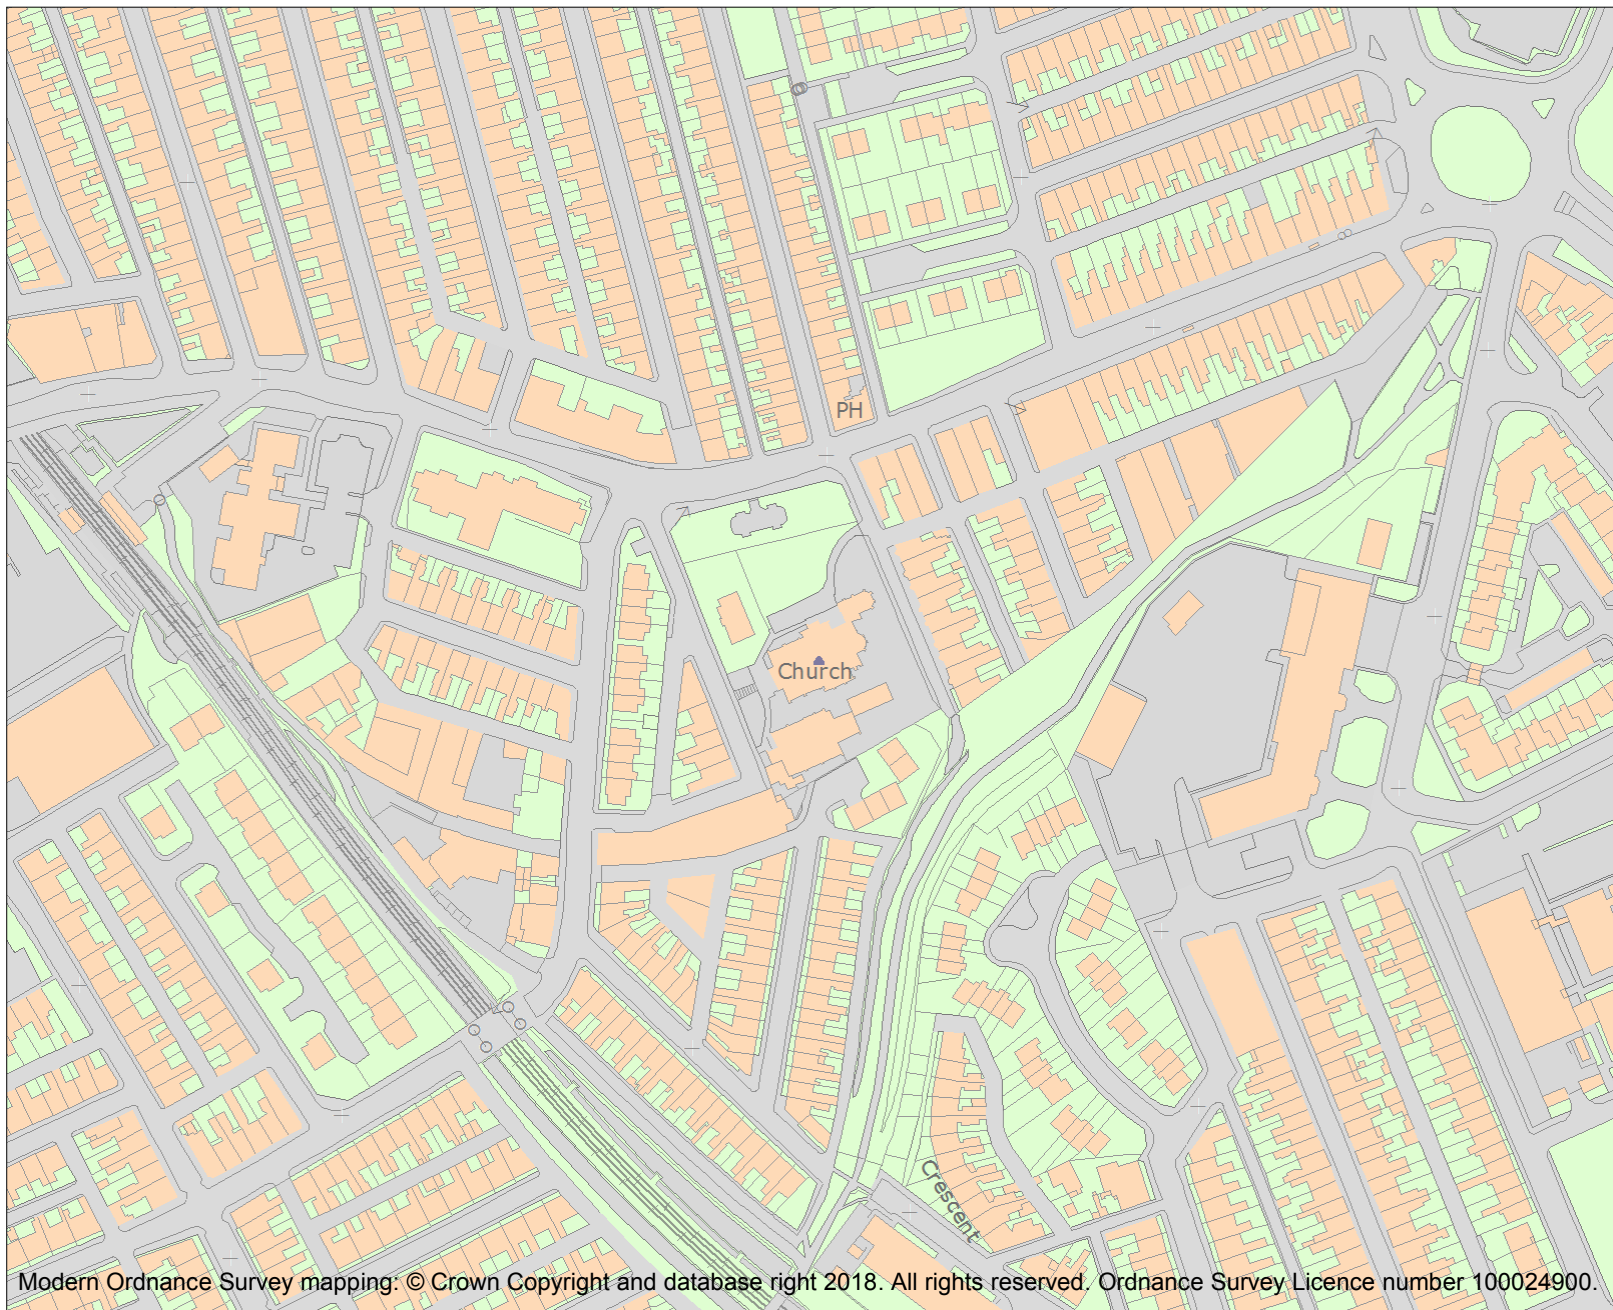 PH
Church
Crescent
Modern Ordnance Survey mapping: © Crown Copyright and database right 2018. All rights reserved. Ordnance Survey Licence number 100024900.